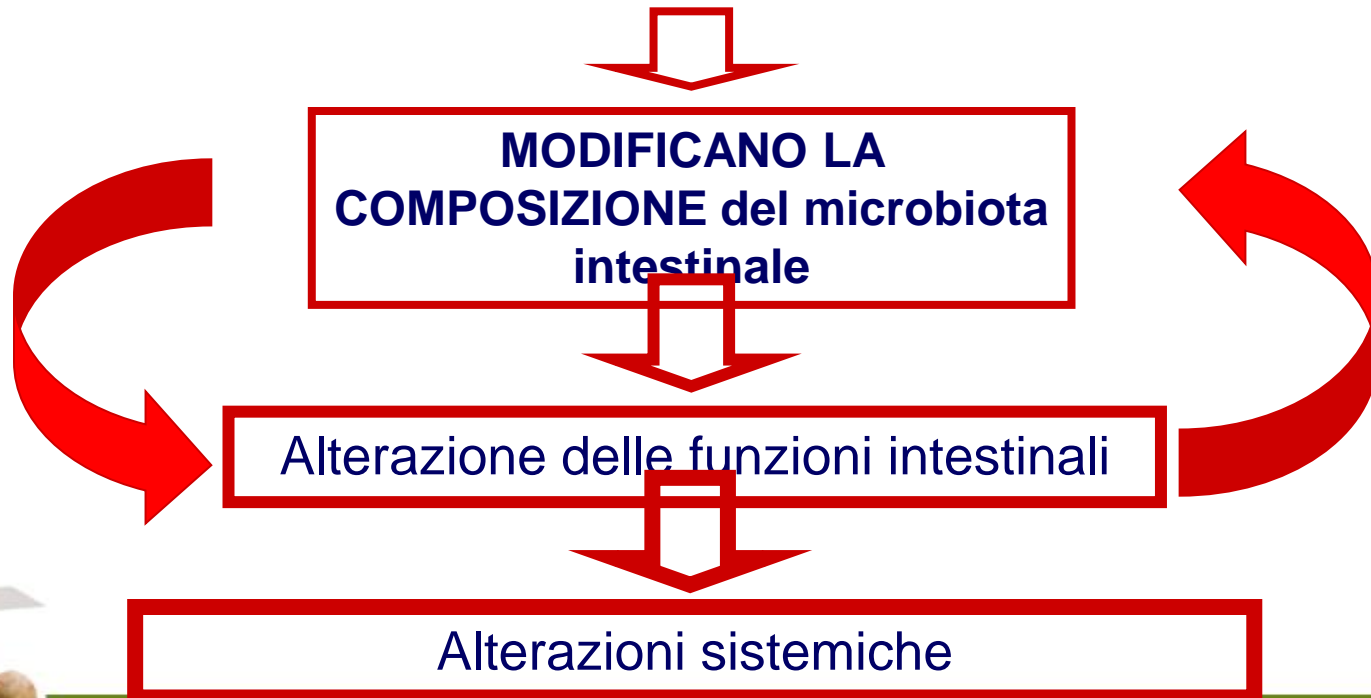 MODIFICANO LA
COMPOSIZIONE del microbiota
intestinale
Alterazione delle funzioni intestinali
Alterazioni sistemiche